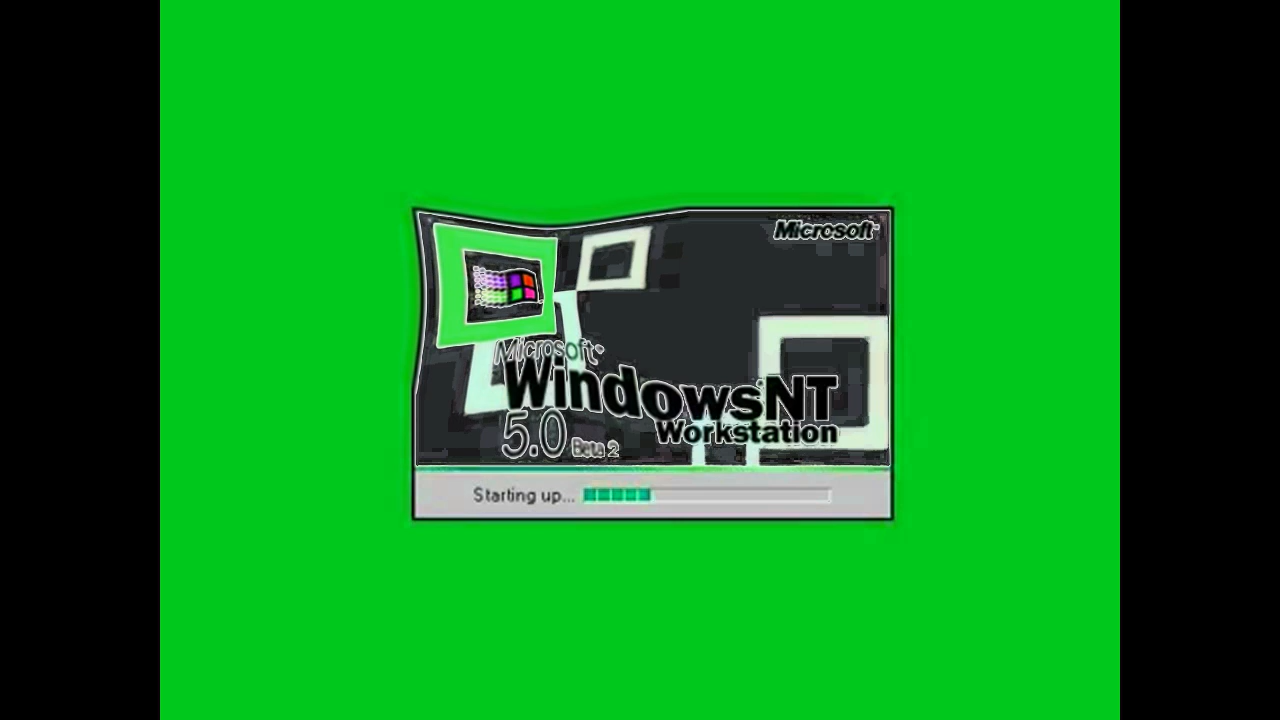 Microsoft
Microsoft
WindowsNT
Workstation
5.0 Beta 2
Starting up...